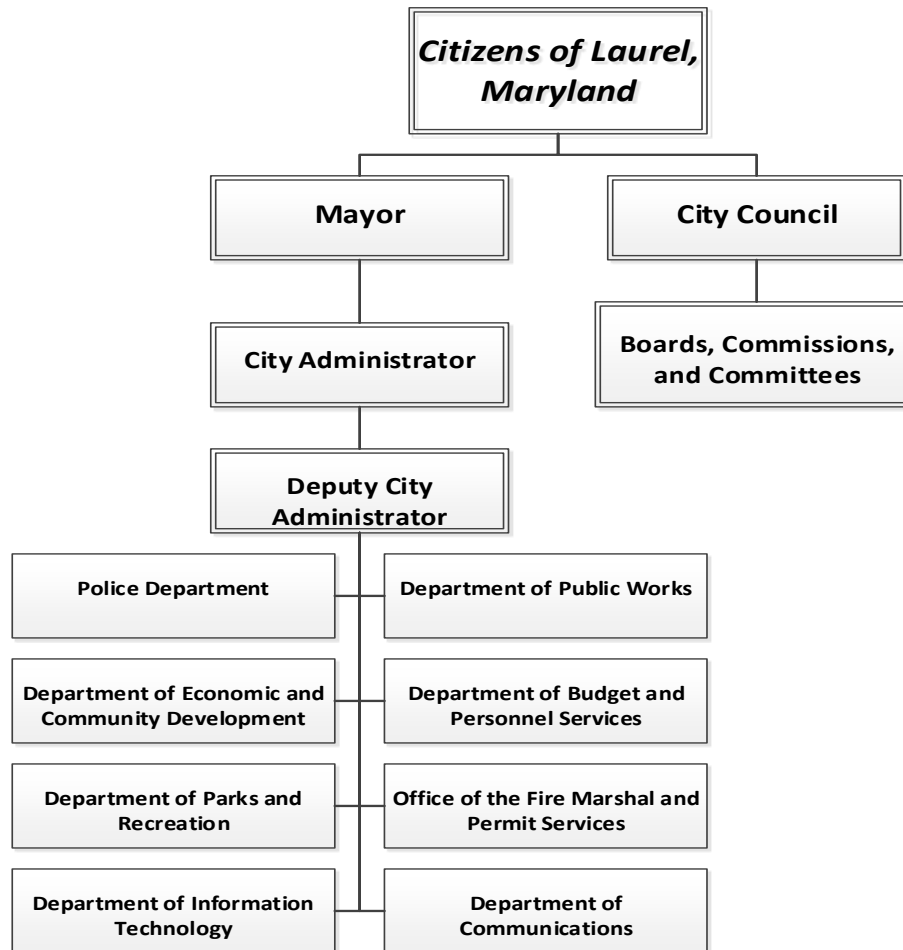 Citizens of Laurel,
Maryland
Mayor
City Council
City Administrator
Boards, Commissions,
and Committees
Deputy City
Administrator
Police Department
Department of Public Works
Department of Economic and
Community Development
Department of Budget and
Personnel Services
Department of Parks and
Recreation
Office of the Fire Marshal and
Permit Services
Department of Information
Technology
Department of
Communications